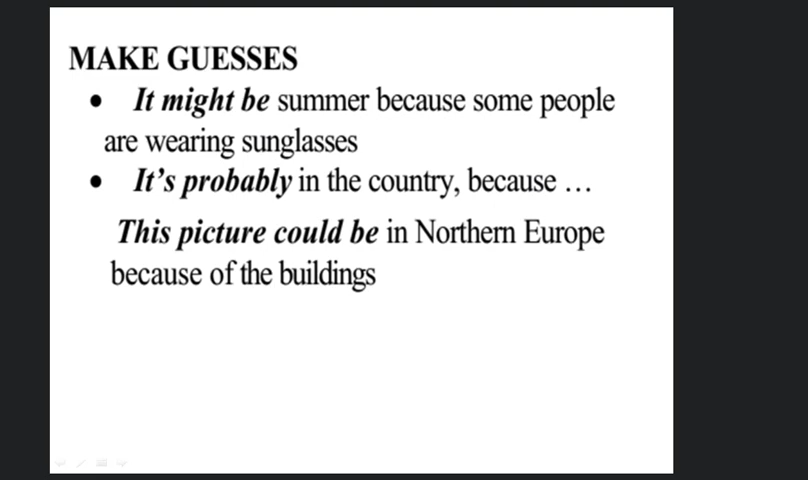 MAKE GUESSES
• It might be summer because some people
are wearing sunglasses
• It’s probably in the country, because …
This picture could be in Northern Europe
because of the buildings